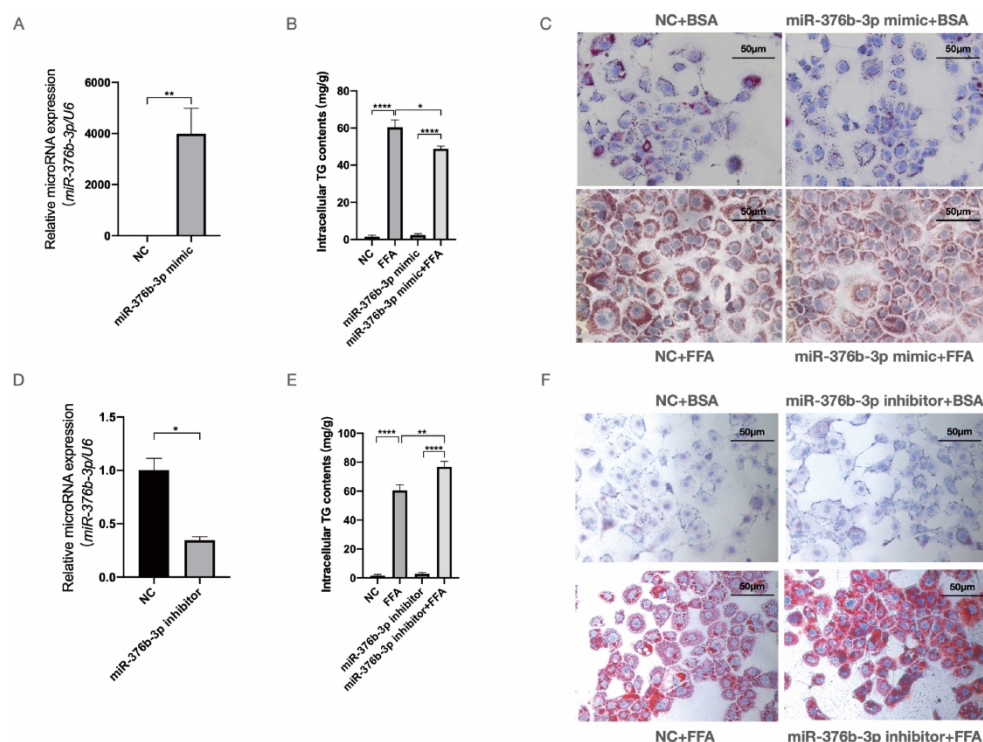 A
Relative microRNA expression
(miR-376b-3p/U6)
6000
4000
2000
0
**
NC
miR-376b-3p mimic
B
Intracellular TG contents (mg/g)
80
60
40
20
0
****
*
****
NC
FFA
miR-376b-3p mimic
miR-376b-3p mimic+FFA
C
NC+BSA
miR-376b-3p mimic+BSA
50μm
50μm
50μm
50μm
NC+FFA
miR-376b-3p mimic+FFA
D
Relative microRNA expression
(miR-376b-3p/U6)
1.5
1.0
0.5
0.0
*
NC
miR-376b-3p inhibitor
E
Intracellular TG contents (mg/g)
100
80
60
40
20
0
****
**
****
NC
FFA
miR-376b-3p inhibitor
miR-376b-3p inhibitor+FFA
F
NC+BSA
miR-376b-3p inhibitor+BSA
50μm
50μm
50μm
50μm
NC+FFA
miR-376b-3p inhibitor+FFA